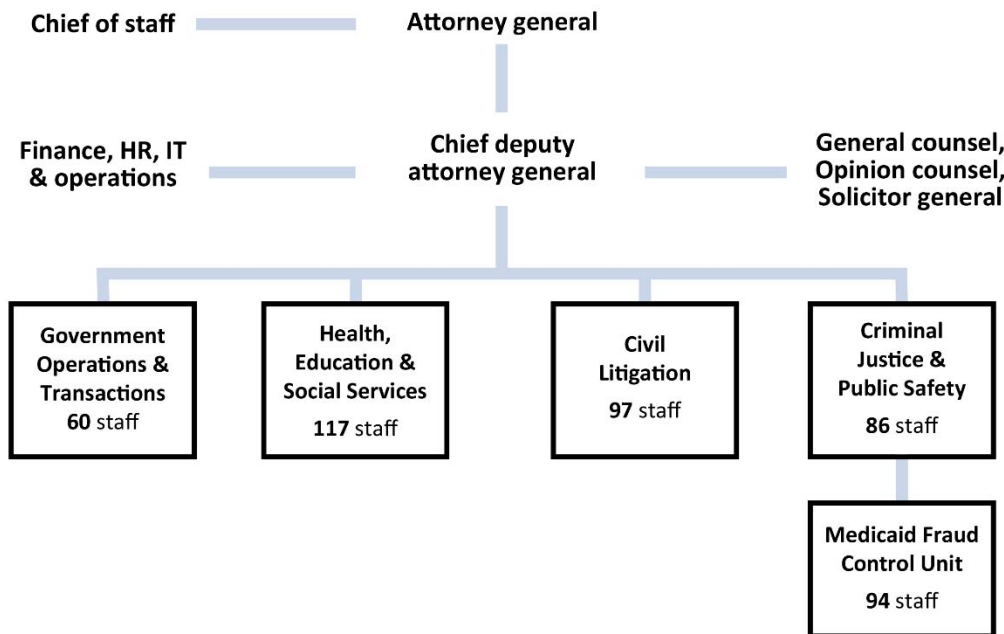 Chief of staff
Attorney general
Finance, HR, IT
& operations
Chief deputy
attorney general
General counsel,
Opinion counsel,
Solicitor general
Government
Operations &
Transactions
60 staff
Health,
Education &
Social Services
117 staff
Civil
Litigation
97 staff
Criminal
Justice &
Public Safety
86 staff
Medicaid Fraud
Control Unit
94 staff